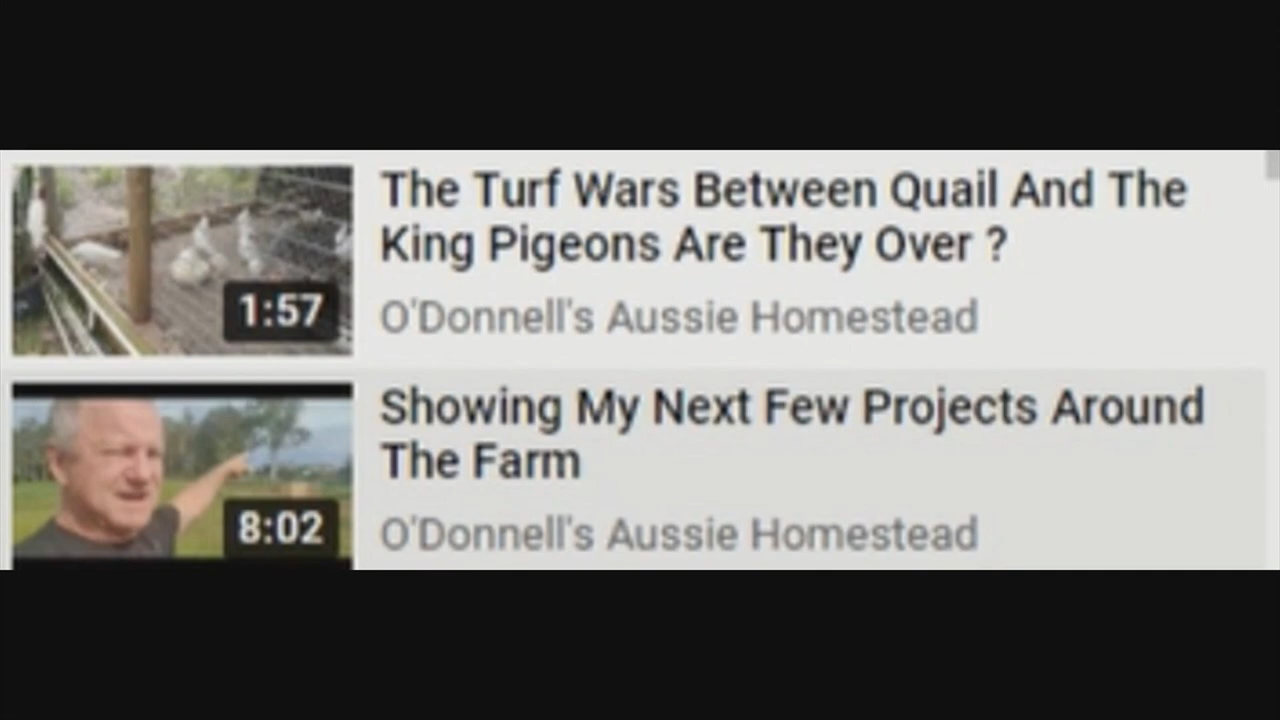 The Turf Wars Between Quail And The
King Pigeons Are They Over ?
1:57
O'Donnell's Aussie Homestead
Showing My Next Few Projects Around
The Farm
8:02
O'Donnell's Aussie Homestead